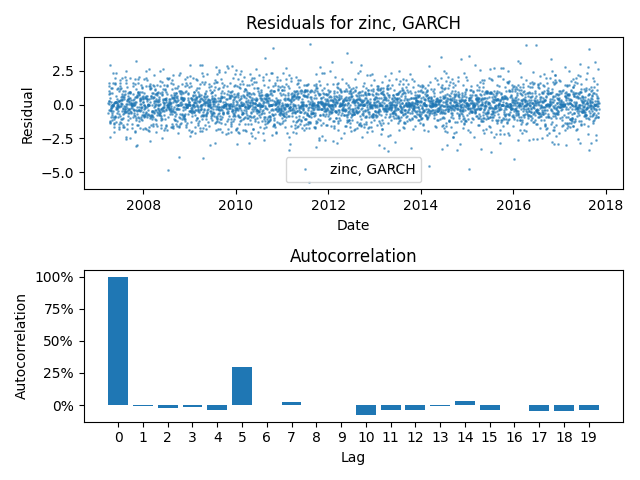 Residuals for zinc, GARCH
Residual
2.5
0.0
−2.5
−5.0
zinc, GARCH
2008 2010 2012 2014 2016 2018
Date
Autocorrelation
Autocorrelation
100%
75%
50%
25%
0%
0 1 2 3 4 5 6 7 8 9 10 11 12 13 14 15 16 17 18 19
Lag